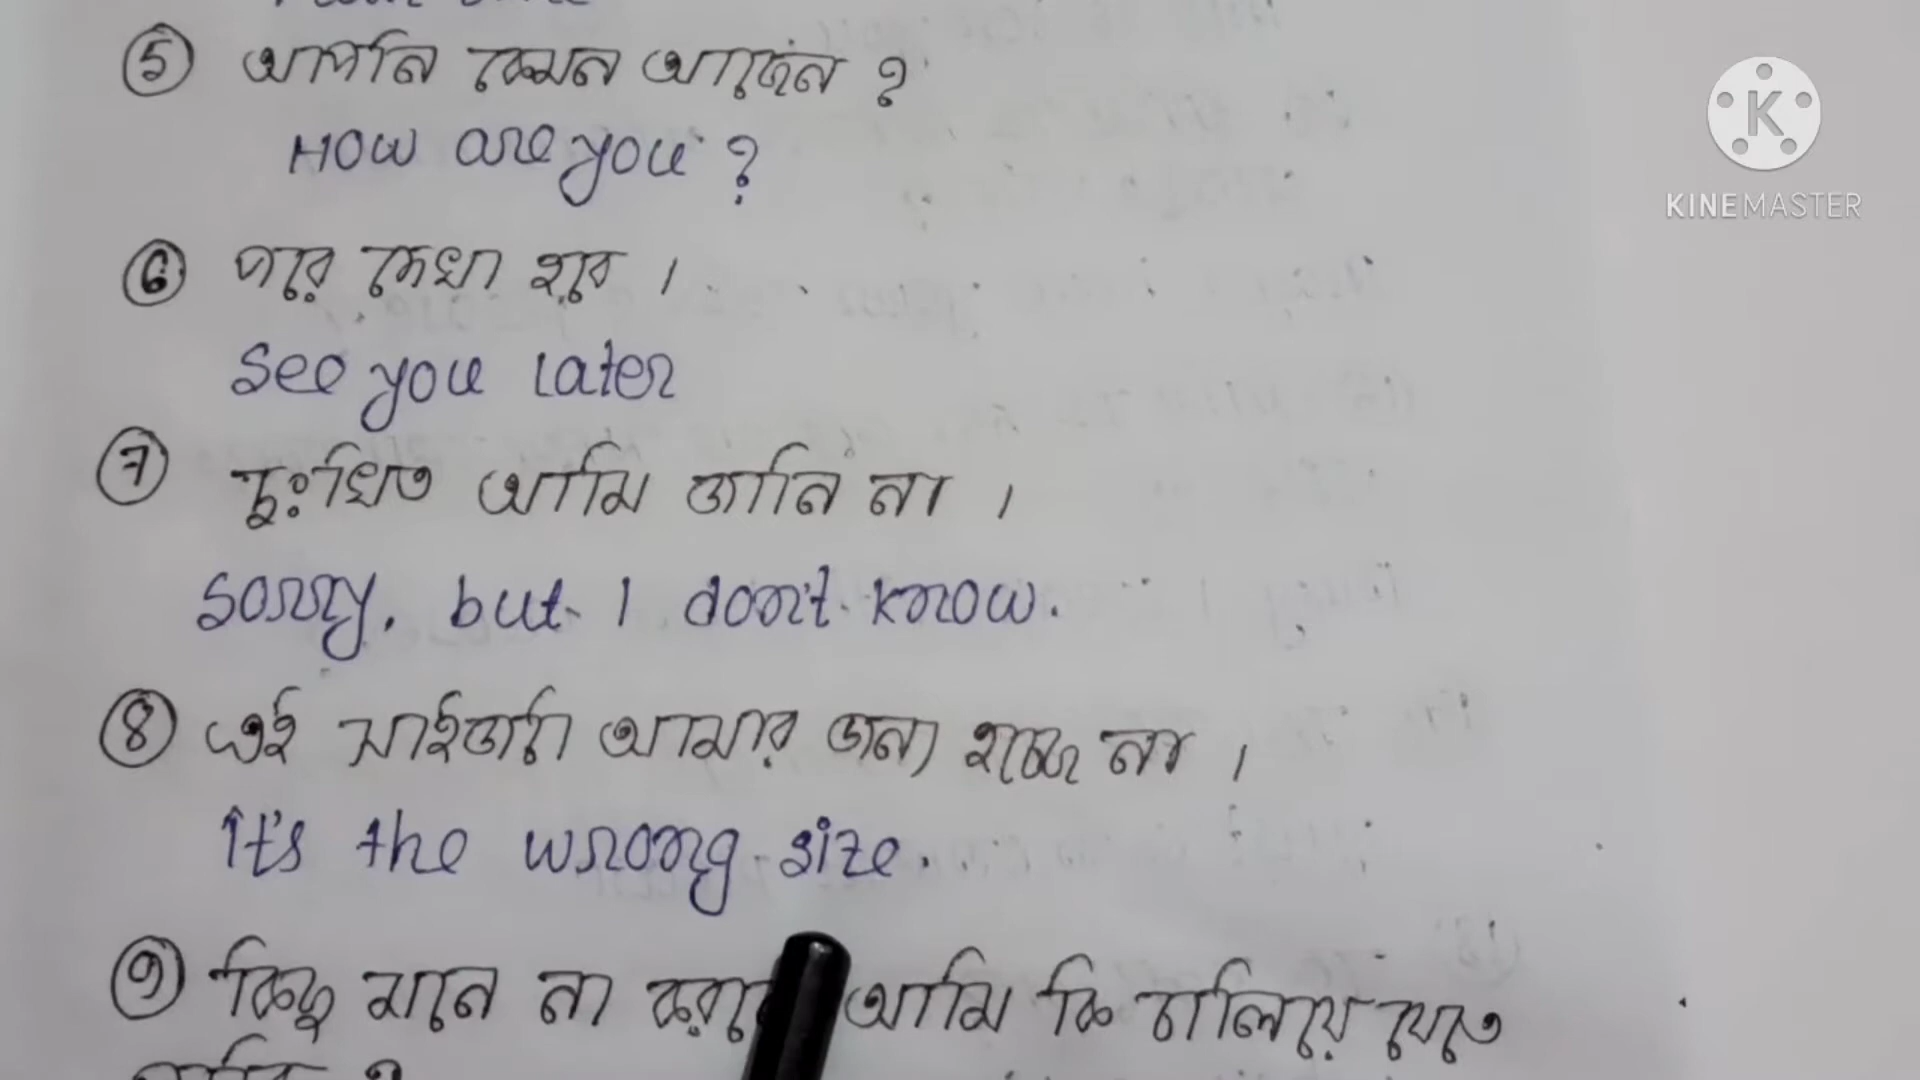 ⑤ আপনি কেমন আছেন ?
How are you ?
⑥ পরে দেখা হবে ।
See you later
⑦ দুঃখিত আমি জানি না ।
Sorry, but I don't know.
⑧ এই সাইজটা আমার জন্য হচ্ছে না ।
It's the wrong size.
⑨ কিছু মনে না আমি কি চালিয়ে যেতে
KINEMASTER